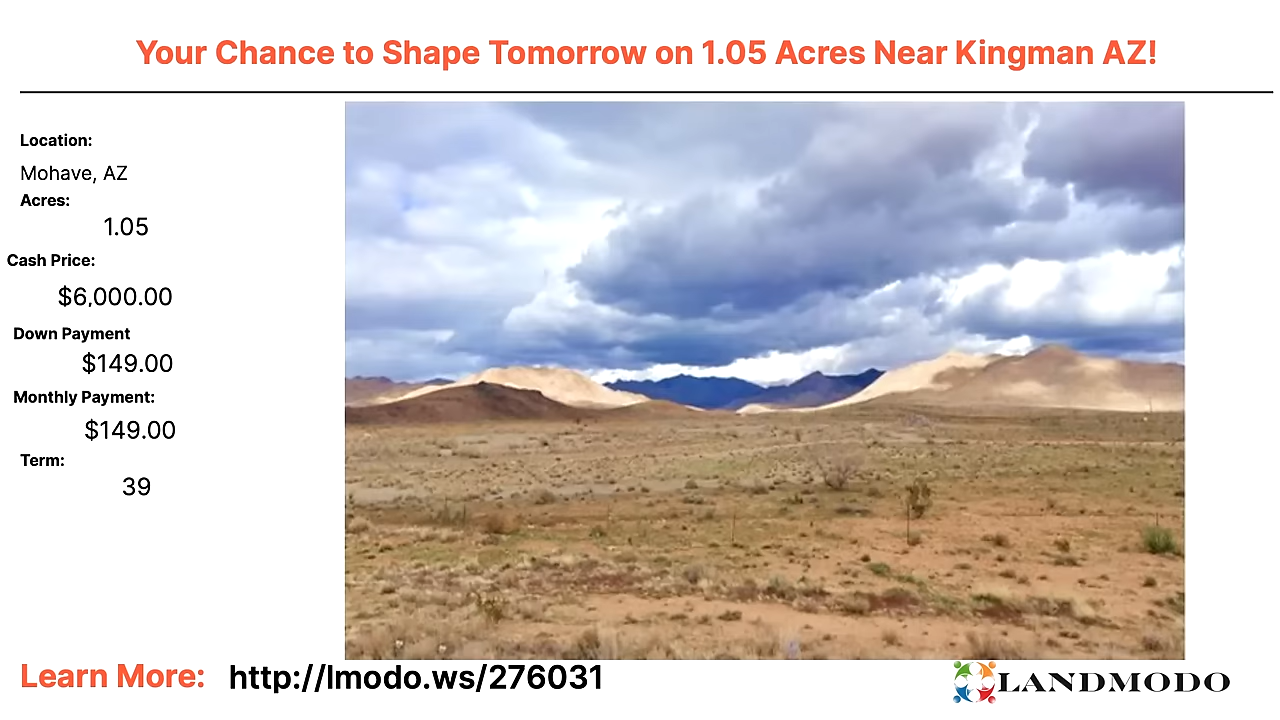 Your Chance to Shape Tomorrow on 1.05 Acres Near Kingman AZ!
Location:
Mohave, AZ
Acres:
1.05
Cash Price:
$6,000.00
Down Payment
$149.00
Monthly Payment:
$149.00
Term:
39
Learn More: http://lmodo.ws/276031
LANDMODO